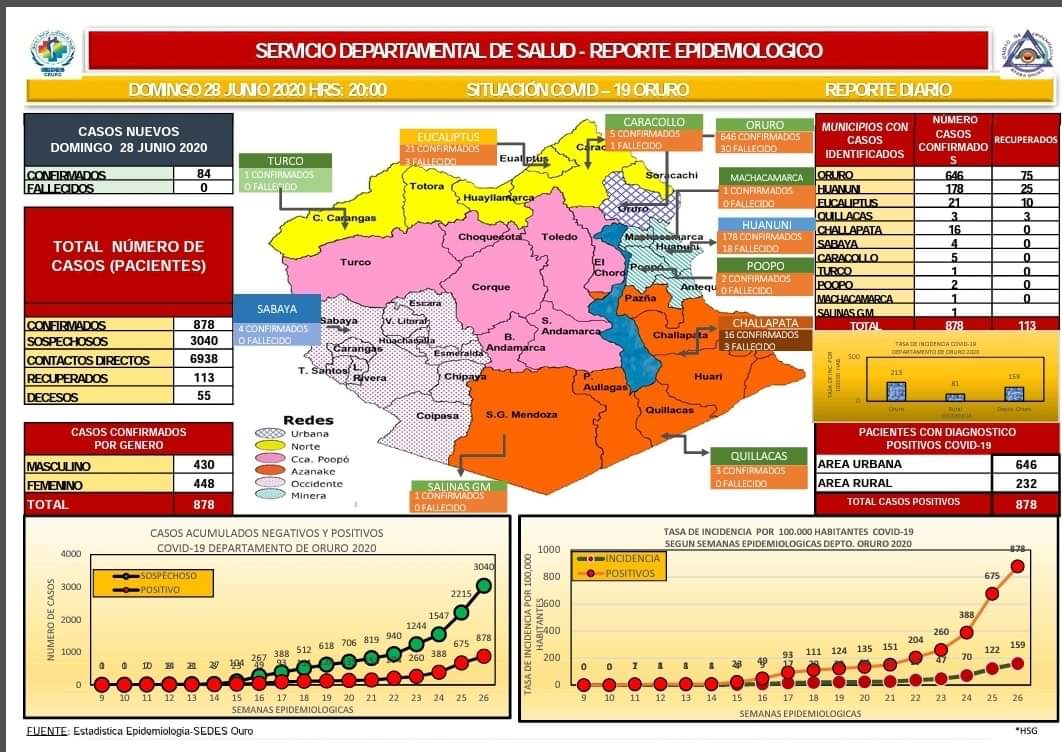 SERVICIO DEPARTAMENTAL DE SALUD - REPORTE EPIDEMIOLOGICO
DOMINGO 28 JUNIO 2020 HRS: 20:00 SITUACIÓN COVID – 19 ORURO REPORTE DIARIO
CASOS NUEVOS
DOMINGO 28 JUNIO 2020
CONFIRMADOS 84
FALLECIDOS 0
TOTAL NÚMERO DE
CASOS (PACIENTES)
CONFIRMADOS 878
SOSPECHOSOS 3040
CONTACTOS DIRECTOS 6938
RECUPERADOS 113
DECESOS 55
CASOS CONFIRMADOS
POR GENERO
MASCULINO 430
FEMENINO 448
TOTAL 878
TURCO
1 CONFIRMADOS
0 FALLECIDO
EUCALIPTUS
21 CONFIRMADOS
3 FALLECIDO
CARACOLLO
5 CONFIRMADOS
1 FALLECIDO
ORURO
646 CONFIRMADOS
30 FALLECIDO
MACHACAMARCA
1 CONFIRMADOS
0 FALLECIDO
HUANUNI
178 CONFIRMADOS
18 FALLECIDO
POOPO
2 CONFIRMADOS
0 FALLECIDO
CHALLAPATA
16 CONFIRMADOS
3 FALLECIDO
QUILLACAS
3 CONFIRMADOS
0 FALLECIDO
SALINAS GM
1 CONFIRMADOS
0 FALLECIDO
SABAYA
4 CONFIRMADOS
0 FALLECIDO
Totora
Huayllamarca
Soracachi
Oruro
C. Carangas
Choquecota
Toledo
Machacamarca
Huanuni
Turco
El
Choro
Poopó
Antequ
Corque
Pazña
Escara
Sabaya
V. Litoral
Huachacalla
S.
Andamarca
Challapata
Carangas
Esmeralda
B.
Andamarca
T. Santos
L.
Rivera
Chipaya
P.
Aullagas
Huari
Coipasa
S.G. Mendoza
Quillacas
Redes
Urbana
Norte
Cca. Poopó
Azanake
Occidente
Minera
MUNICIPIOS CON CASOS IDENTIFICADOS NÚMERO CASOS CONFIRMADOS RECUPERADOS
ORURO 646 75
HUANUNI 178 25
EUCALIPTUS 21 10
QUILLACAS 3 3
CHALLAPATA 16 0
SABAYA 4 0
CARACOLLO 5 0
TURCO 1 0
POOPO 2 0
MACHACAMARCA 1 0
SALINAS G.M 1
TOTAL 878 113
TASA DE INCIDENCIA COVID-19
DEPARTAMENTO DE ORURO 2020
500
0
213
81
159
Oruro Rural Depto. Oruro
PACIENTES CON DIAGNOSTICO
POSITIVOS COVID-19
AREA URBANA 646
AREA RURAL 232
TOTAL CASOS POSITIVOS 878
CASOS ACUMULADOS NEGATIVOS Y POSITIVOS
COVID-19 DEPARTAMENTO DE ORURO 2020
NÚMERO DE CASOS
4000
3000
2000
1000
0
SOSPECHOSO
POSITIVO
104 267 388 512 618 706 819 940 1244 1547 2215 3040
49 93 260 388 675 878
9 10 11 12 13 14 15 16 17 18 19 20 21 22 23 24 25 26
SEMANAS EPIDEMIOLOGICAS
TASA DE INCIDENCIA POR 100.000 HABITANTES COVID-19
SEGUN SEMANAS EPIDEMIOLOGICAS DEPTO. ORURO 2020
TASA DE INCIDENCIA POR 100,000
HABITANTES
1000
800
600
400
200
0
INCIDENCIA
POSITIVOS
49 93 111 124 135 151 204 260 388 675 878
17 47 70 122 159
9 10 11 12 13 14 15 16 17 18 19 20 21 22 23 24 25 26
SEMANAS EPIDEMIOLOGICAS
FUENTE: Estadistica Epidemiologia-SEDES Ouro
*HSG